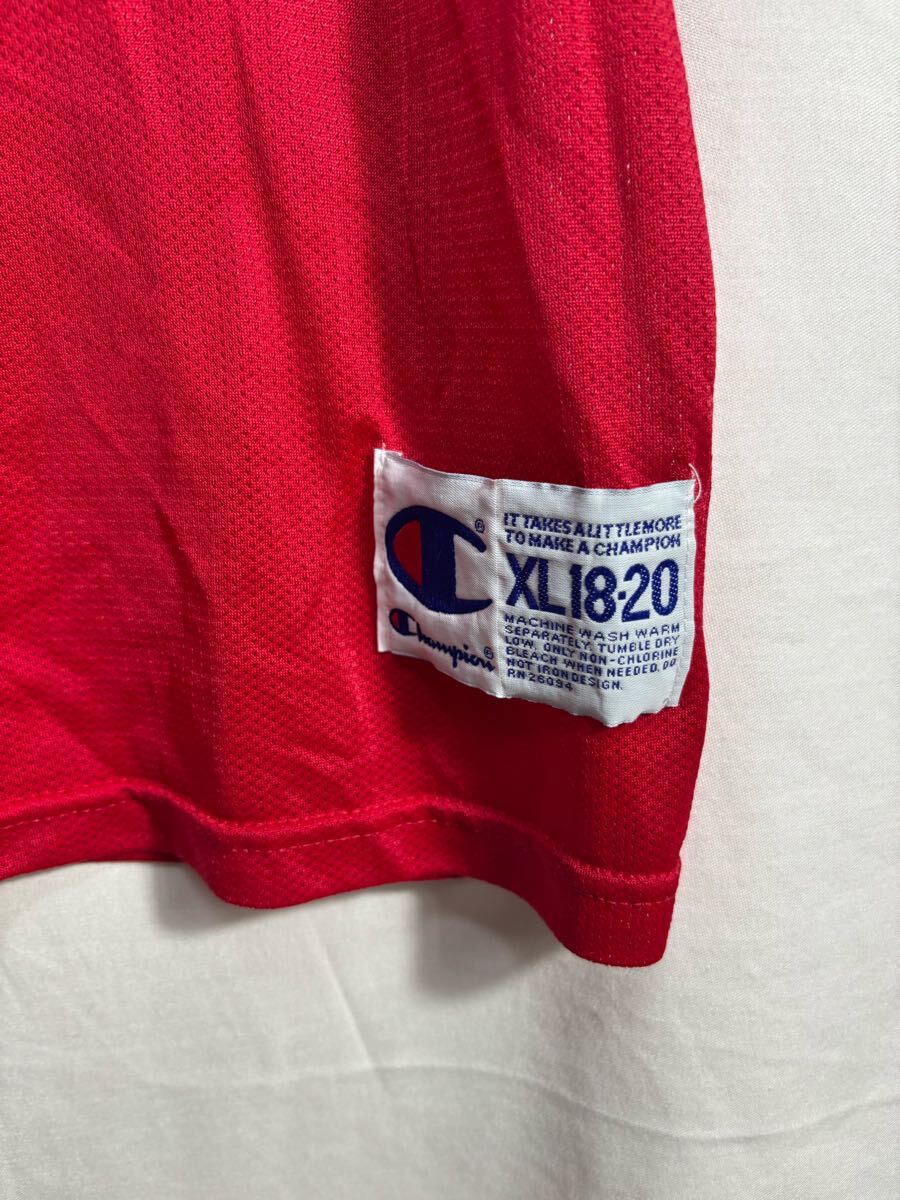 ®
Champion®
IT TAKES A LITTLE MORE
TO MAKE A CHAMPION
XL 18-20
MACHINE WASH WARM
SEPARATELY. TUMBLE DRY
LOW. ONLY NON-CHLORINE
BLEACH WHEN NEEDED. DO
NOT IRON DESIGN.
RN 26094